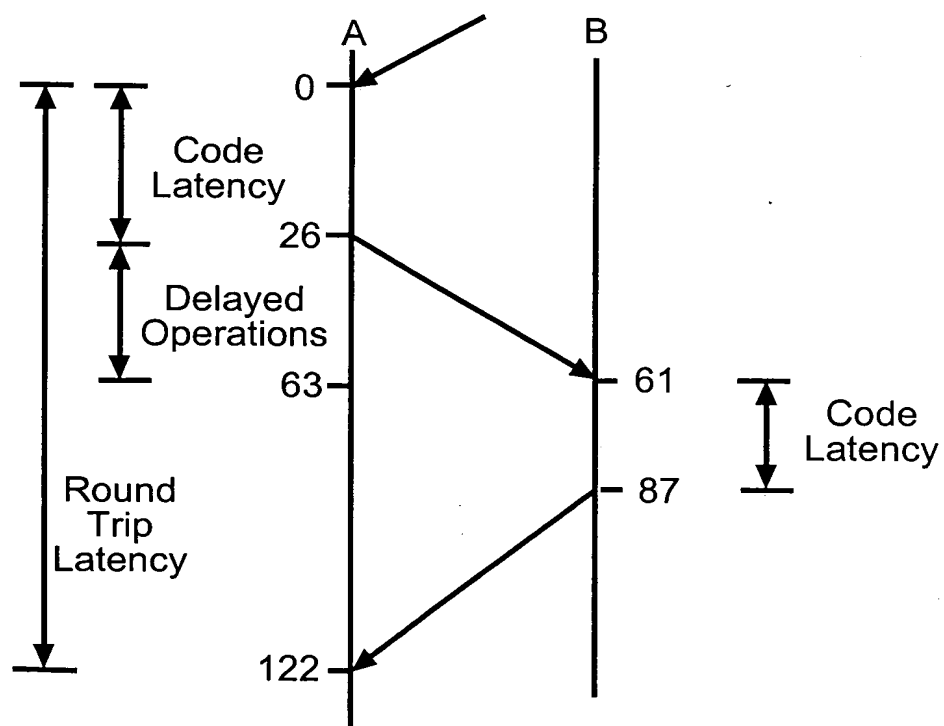 A
B
0
Code
Latency
26
Delayed
Operations
63
61
Code
Latency
87
Round
Trip
Latency
122